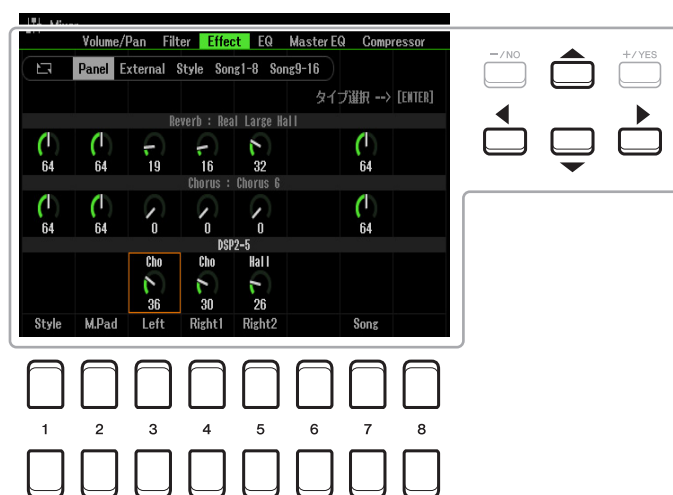 Volume/Pan Filter Effect EQ Master EQ Compressor
Panel External Style Song1-8 Song9-16
タイプ選択 --> [ENTER]
Reverb : Real Large Hall
64 64 19 16 32 64
Chorus : Chorus 6
64 64 0 0 0 64
DSP2-5
Cho Cho Hall
36 30 26
Style M.Pad Left Right1 Right2 Song
-/NO +/YES
1 2 3 4 5 6 7 8